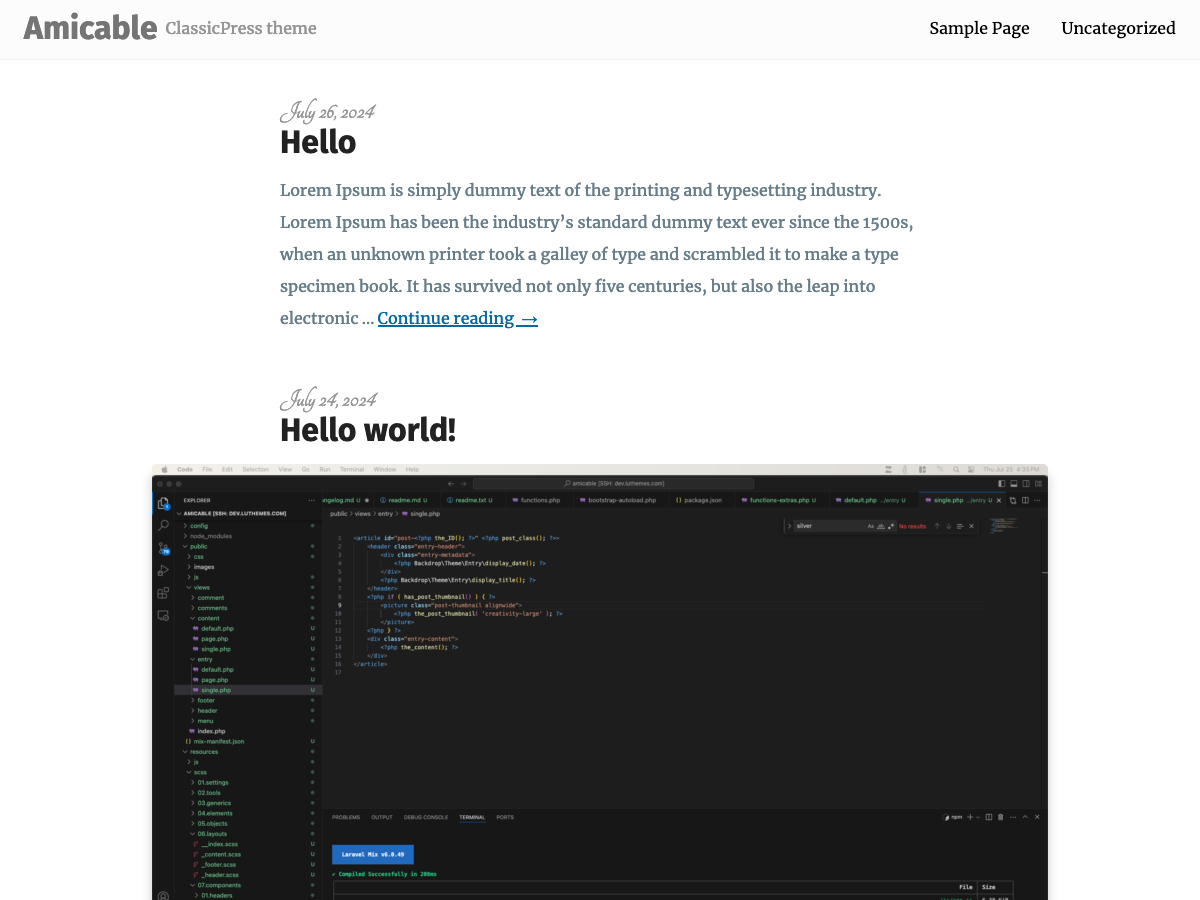 Amicable ClassicPress theme
Sample Page Uncategorized
July 26, 2024
Hello
Lorem Ipsum is simply dummy text of the printing and typesetting industry.
Lorem Ipsum has been the industry’s standard dummy text ever since the 1500s,
when an unknown printer took a galley of type and scrambled it to make a type
specimen book. It has survived not only five centuries, but also the leap into
electronic … Continue reading →
July 24, 2024
Hello world!
Code File Edit Selection View Go Run Terminal Window Help Thu Jul 25 4:35 PM
amicable [SSH: dev.luthemes.com]
EXPLORER
ngelog.md U readme.md U readme.txt U functions.php bootstrap-autoload.php package.json functions-extras.php U default.php .../entry U single.php .../entry U
AMICABLE [SSH: DEV.LUTHEMES.COM]
public > views > entry > single.php
silver Aa ab No results
config
node_modules
public
css
images
js
views
comment
comments
content
default.php U
page.php U
single.php U
entry
default.php U
page.php U
single.php U
footer
header
menu
index.php
mix-manifest.json U
resources
js
scss
01.settings
02.tools
03.generics
04.elements
05.objects
06.layouts
__index.scss U
_content.scss U
_footer.scss U
_header.scss U
07.components
01.headers
1 <article id="post-<?php the_ID(); ?>" <?php post_class(); ?>>
2 <header class="entry-header">
3 <div class="entry-metadata">
4 <?php Backdrop\Theme\Entry\display_date(); ?>
5 </div>
6 <?php Backdrop\Theme\Entry\display_title(); ?>
7 </header>
8 <?php if ( has_post_thumbnail() ) { ?>
9 <picture class="post-thumbnail alignwide">
10 <?php the_post_thumbnail( 'creativity-large' ); ?>
11 </picture>
12 <?php } ?>
13 <div class="entry-content">
14 <?php the_content(); ?>
15 </div>
16 </article>
17
PROBLEMS OUTPUT DEBUG CONSOLE TERMINAL PORTS npm
Laravel Mix v6.0.49
✔ Compiled Successfully in 208ms
File Size